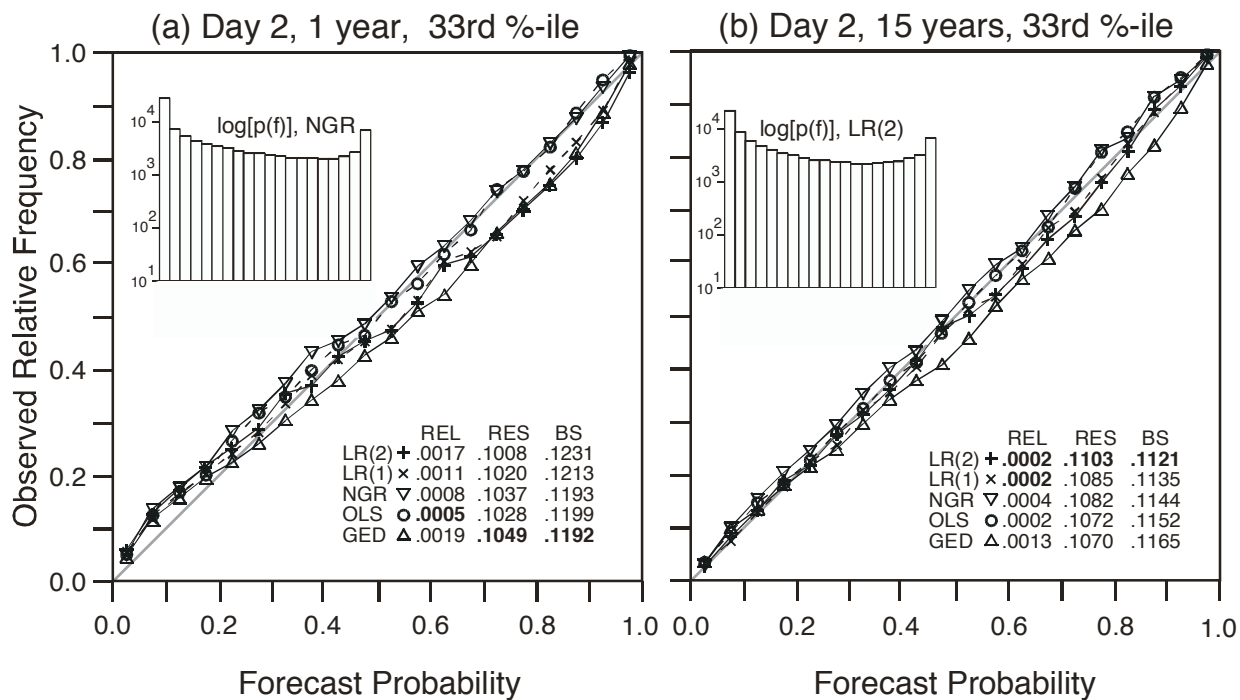 (a) Day 2, 1 year, 33rd %-ile
Observed Relative Frequency
1.0
0.8
0.6
0.4
0.2
0.0
log[p(f)], NGR
10^4
10^3
10^2
10^1
REL RES BS
LR(2) + .0017 .1008 .1231
LR(1) × .0011 .1020 .1213
NGR ▽ .0008 .1037 .1193
OLS o .0005 .1028 .1199
GED △ .0019 .1049 .1192
0.0 0.2 0.4 0.6 0.8 1.0
Forecast Probability
(b) Day 2, 15 years, 33rd %-ile
log[p(f)], LR(2)
10^4
10^3
10^2
10^1
REL RES BS
LR(2) + .0002 .1103 .1121
LR(1) × .0002 .1085 .1135
NGR ▽ .0004 .1082 .1144
OLS o .0002 .1072 .1152
GED △ .0013 .1070 .1165
0.0 0.2 0.4 0.6 0.8 1.0
Forecast Probability